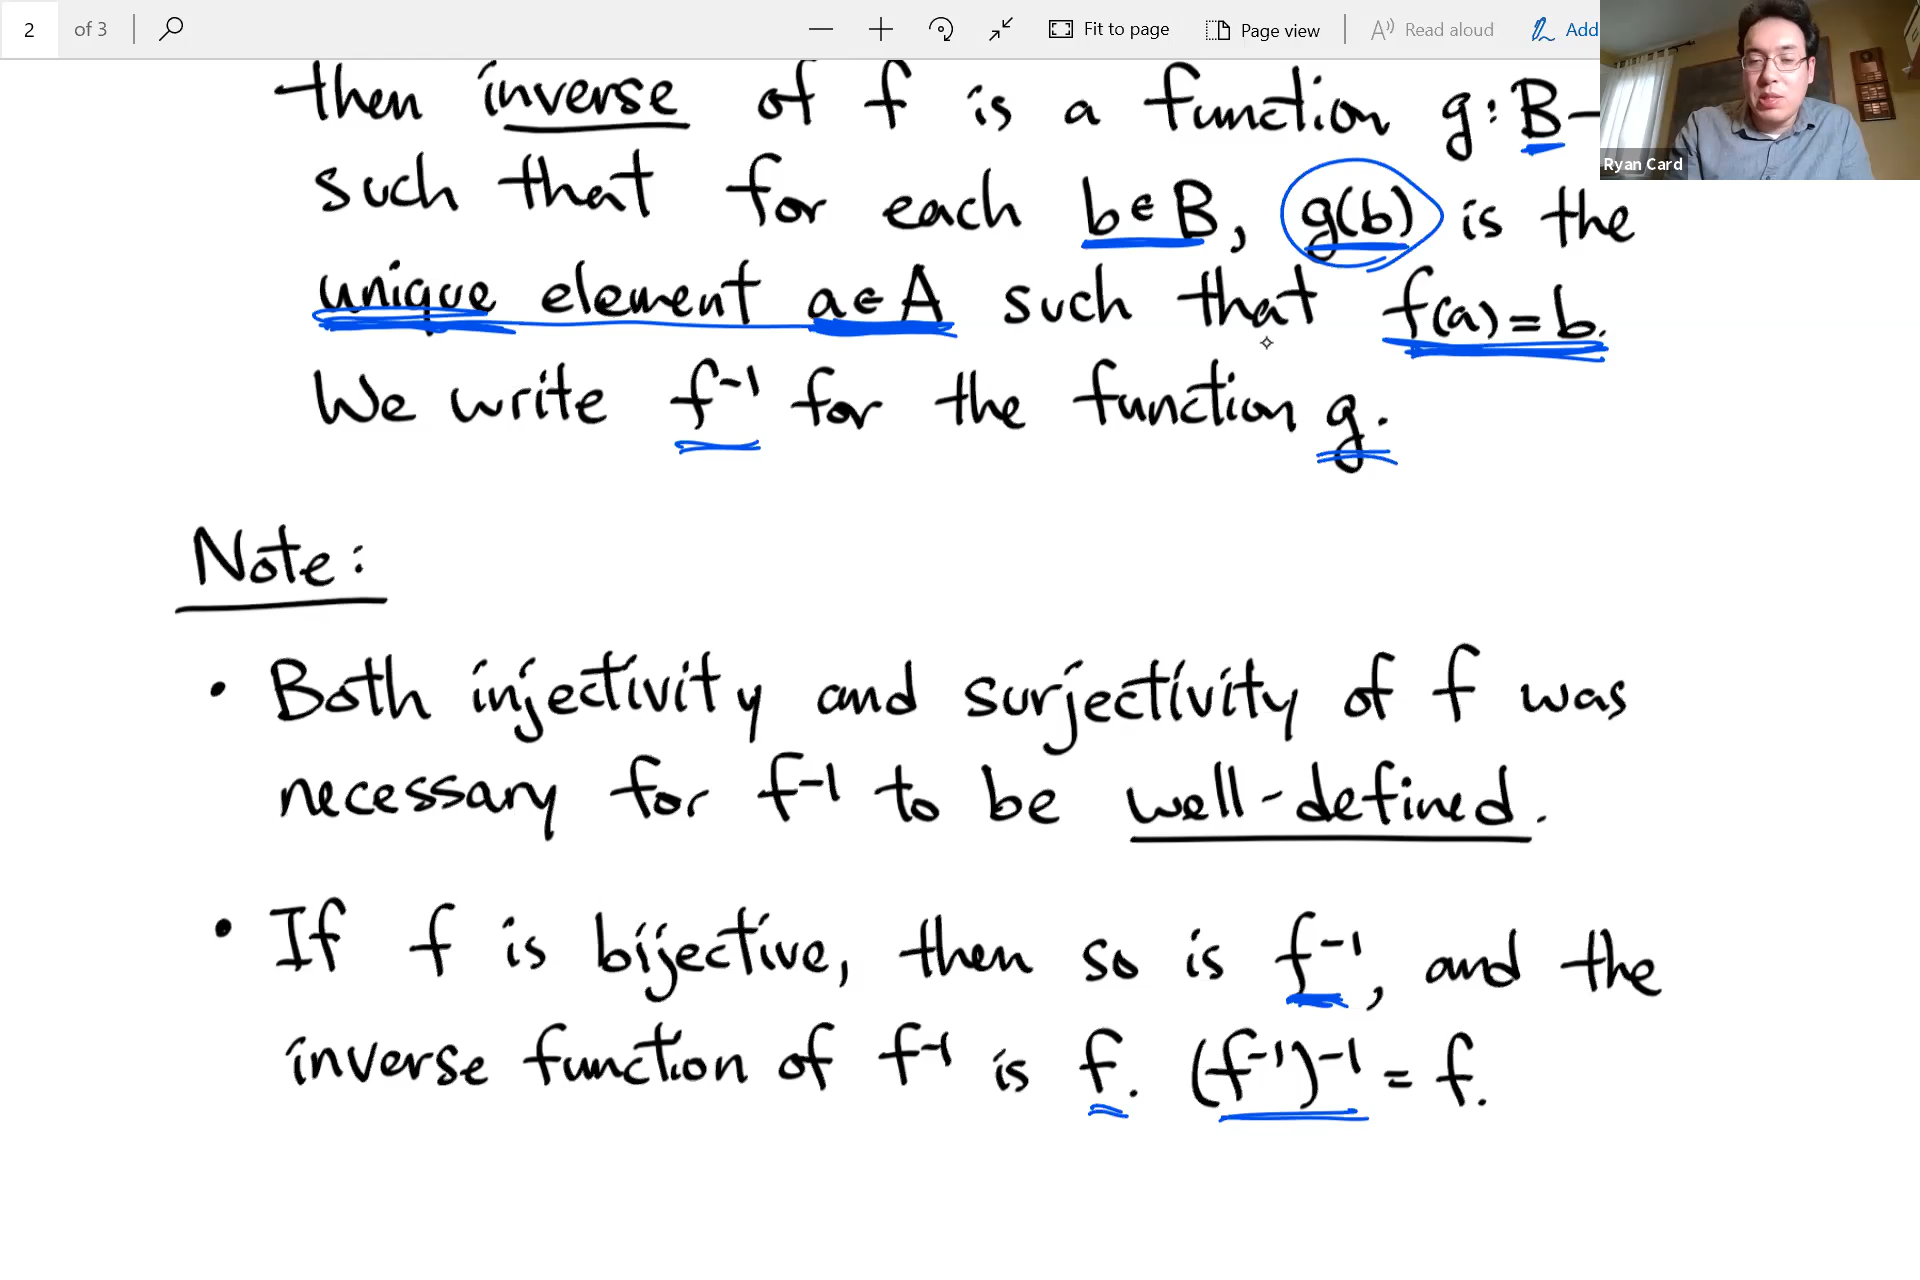 2 of 3 Fit to page Page view Read aloud Add
then inverse of f is a function g: B-
Ryan Card
such that for each b∈B, g(b) is the
unique element a∈A such that f(a)=b.
We write f⁻¹ for the function g.
Note:
• Both injectivity and surjectivity of f was
necessary for f⁻¹ to be well-defined.
• If f is bijective, then so is f⁻¹, and the
inverse function of f⁻¹ is f. (f⁻¹)⁻¹ = f.